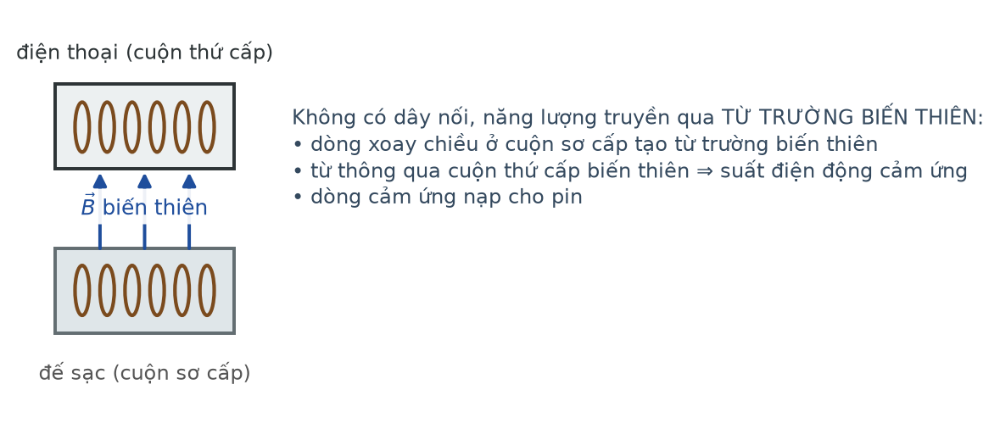 điện thoại (cuộn thứ cấp)
Không có dây nối, năng lượng truyền qua TỪ TRƯỜNG BIẾN THIÊN:
• dòng xoay chiều ở cuộn sơ cấp tạo từ trường biến thiên
• từ thông qua cuộn thứ cấp biến thiên ⇒ suất điện động cảm ứng
• dòng cảm ứng nạp cho pin
B⃗ biến thiên
đế sạc (cuộn sơ cấp)